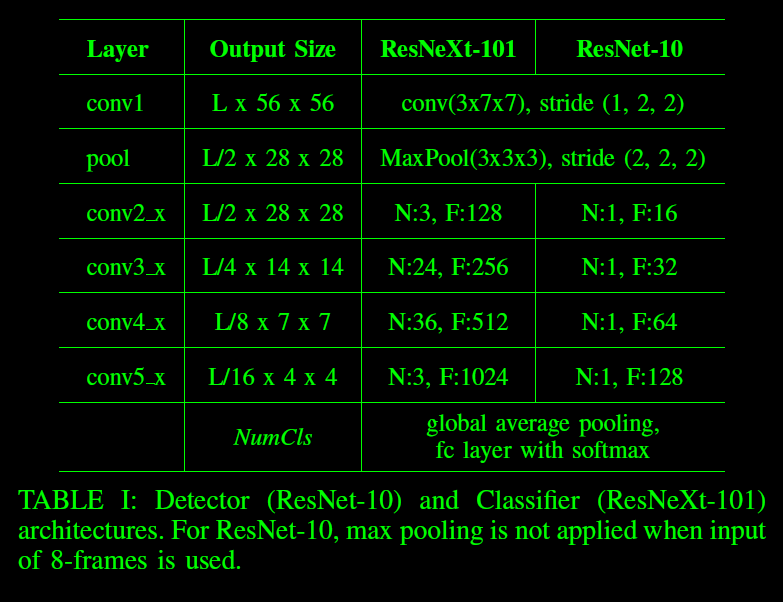 Layer Output Size ResNeXt-101 ResNet-10
conv1 L x 56 x 56 conv(3x7x7), stride (1, 2, 2)
pool L/2 x 28 x 28 MaxPool(3x3x3), stride (2, 2, 2)
conv2_x L/2 x 28 x 28 N:3, F:128 N:1, F:16
conv3_x L/4 x 14 x 14 N:24, F:256 N:1, F:32
conv4_x L/8 x 7 x 7 N:36, F:512 N:1, F:64
conv5_x L/16 x 4 x 4 N:3, F:1024 N:1, F:128
NumCls global average pooling,
fc layer with softmax
TABLE I: Detector (ResNet-10) and Classifier (ResNeXt-101)
architectures. For ResNet-10, max pooling is not applied when input
of 8-frames is used.